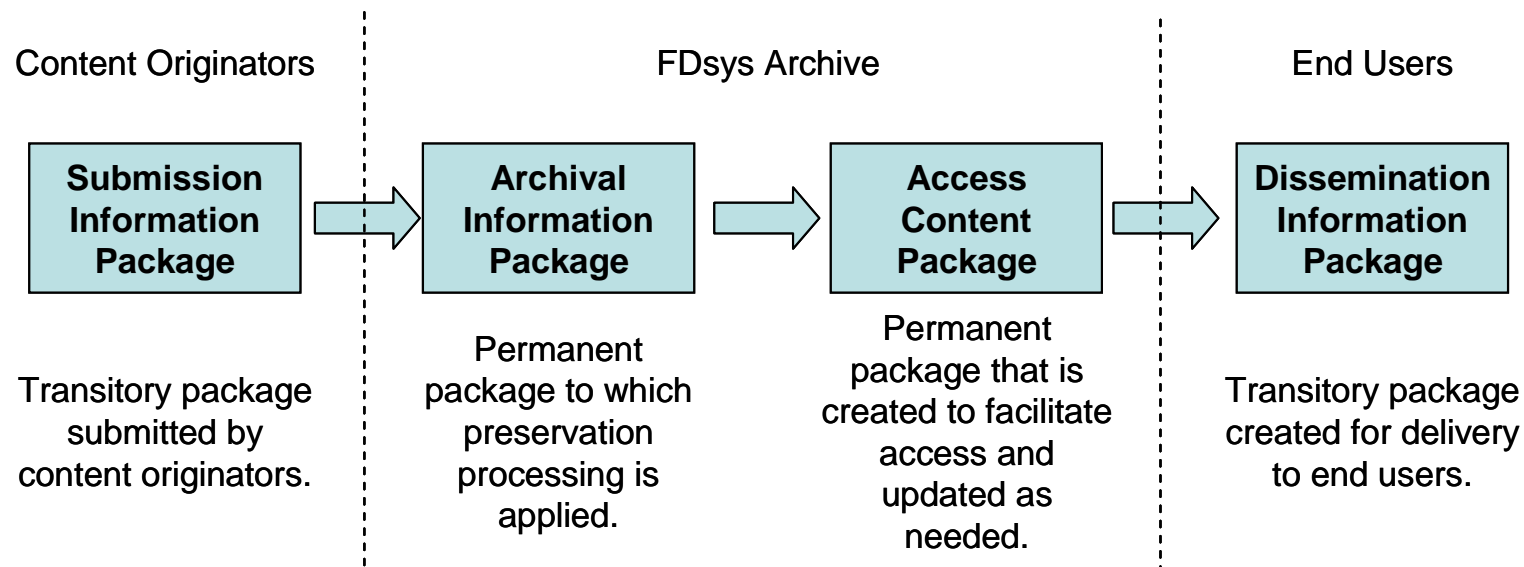 Content Originators
FDsys Archive
End Users
Submission
Information
Package
Archival
Information
Package
Access
Content
Package
Dissemination
Information
Package
Transitory package
submitted by
content originators.
Permanent
package to which
preservation
processing is
applied.
Permanent
package that is
created to facilitate
access and
updated as
needed.
Transitory package
created for delivery
to end users.